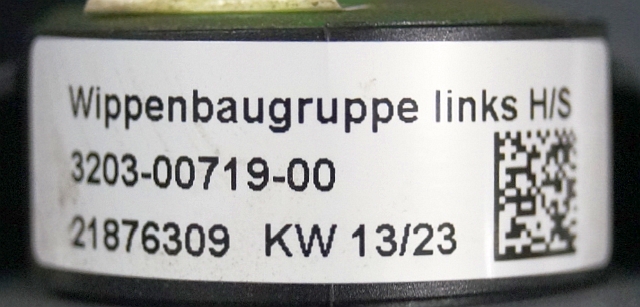 Wippenbaugruppe links H/S
3203-00719-00
21876309 KW 13/23